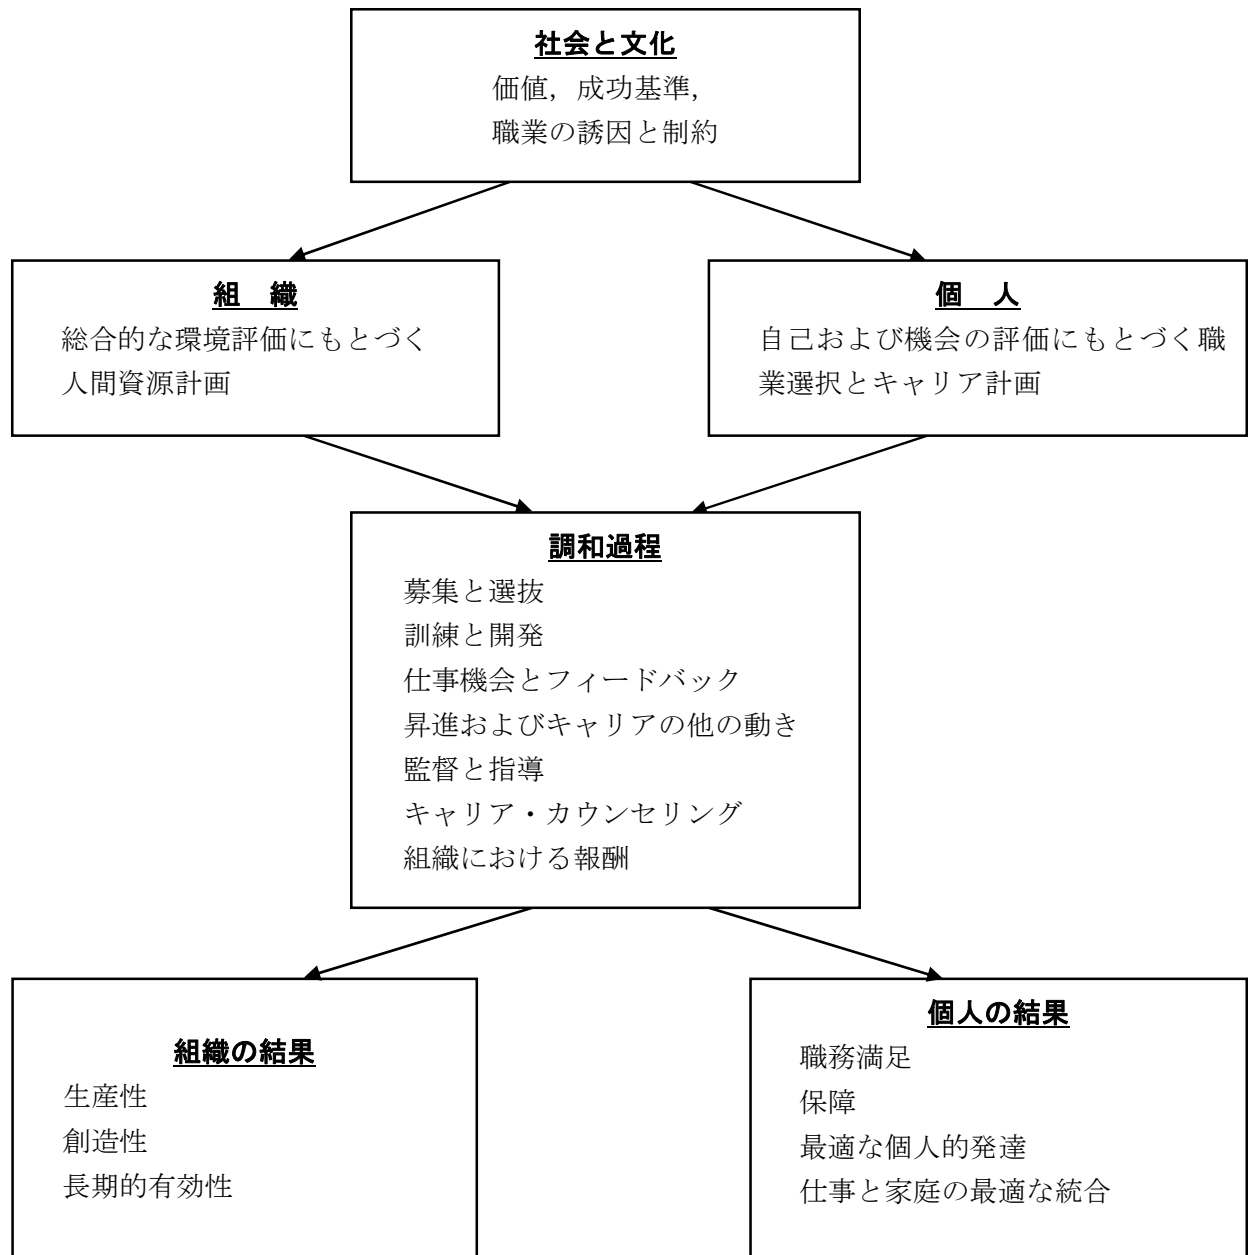 社会と文化
価値，成功基準，
職業の誘因と制約
組　織
総合的な環境評価にもとづく
人間資源計画
個　人
自己および機会の評価にもとづく職
業選択とキャリア計画
調和過程
募集と選抜
訓練と開発
仕事機会とフィードバック
昇進およびキャリアの他の動き
監督と指導
キャリア・カウンセリング
組織における報酬
組織の結果
生産性
創造性
長期的有効性
個人の結果
職務満足
保障
最適な個人的発達
仕事と家庭の最適な統合